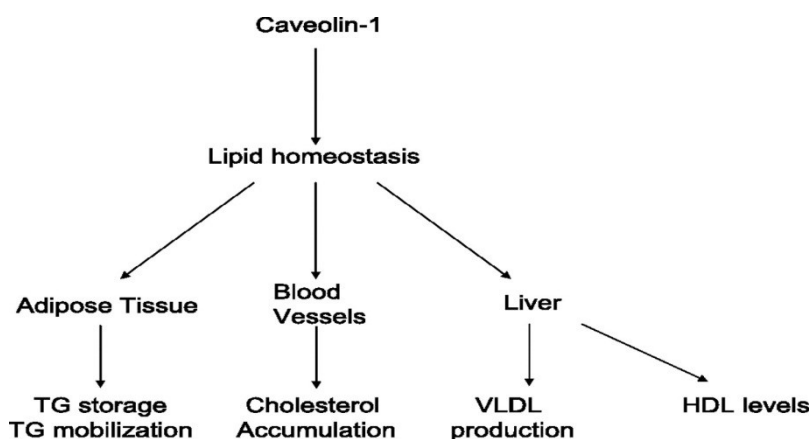 Caveolin-1
Lipid homeostasis
Adipose Tissue
Blood
Vessels
Liver
TG storage
TG mobilization
Cholesterol
Accumulation
VLDL
production
HDL levels